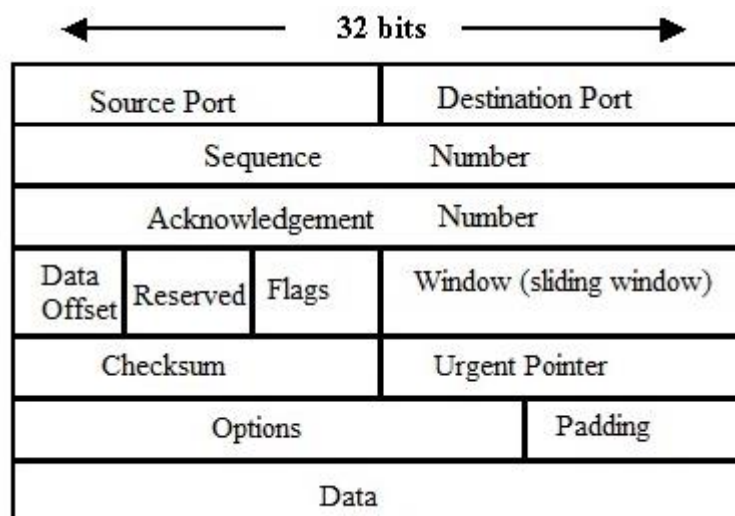 32 bits
Source Port Destination Port
Sequence Number
Acknowledgement Number
Data Offset Reserved Flags Window (sliding window)
Checksum Urgent Pointer
Options Padding
Data